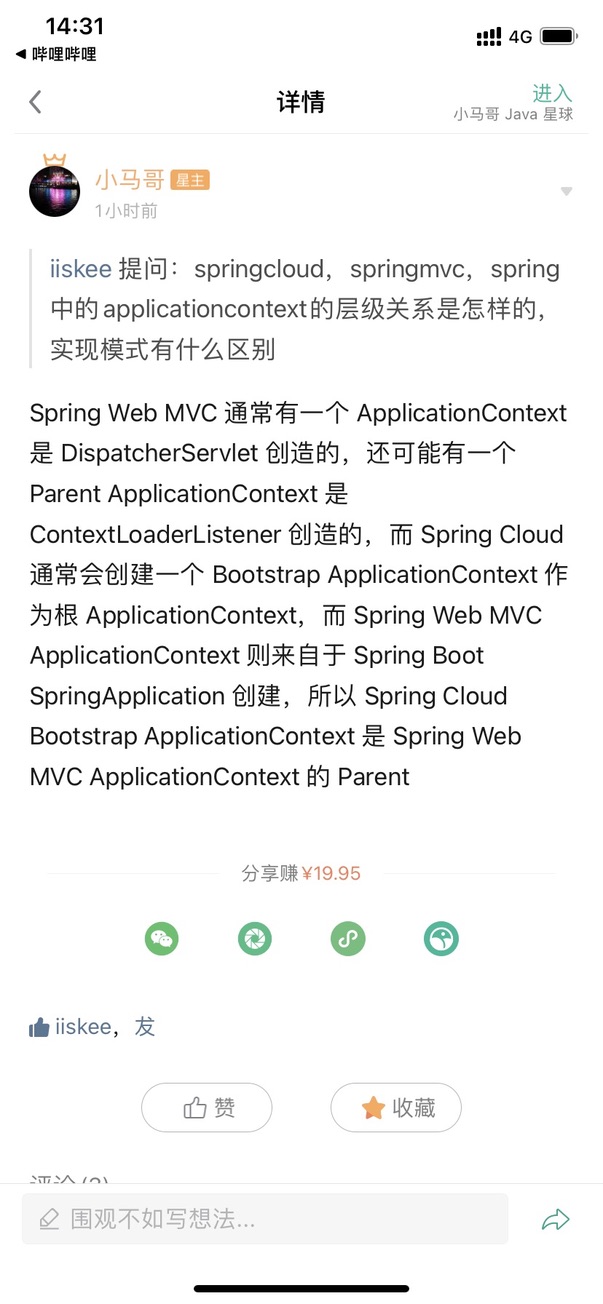 14:31
4G
哔哩哔哩
详情
进入
小马哥 Java 星球
小马哥 星主
1小时前
iiskee 提问：springcloud，springmvc，spring
中的applicationcontext的层级关系是怎样的，
实现模式有什么区别
Spring Web MVC 通常有一个 ApplicationContext
是 DispatcherServlet 创造的，还可能有一个
Parent ApplicationContext 是
ContextLoaderListener 创造的，而 Spring Cloud
通常会创建一个 Bootstrap ApplicationContext 作
为根 ApplicationContext，而 Spring Web MVC
ApplicationContext 则来自于 Spring Boot
SpringApplication 创建，所以 Spring Cloud
Bootstrap ApplicationContext 是 Spring Web
MVC ApplicationContext 的 Parent
分享赚 ¥19.95
iiskee，发
赞
收藏
评论 (2)
围观不如写想法...